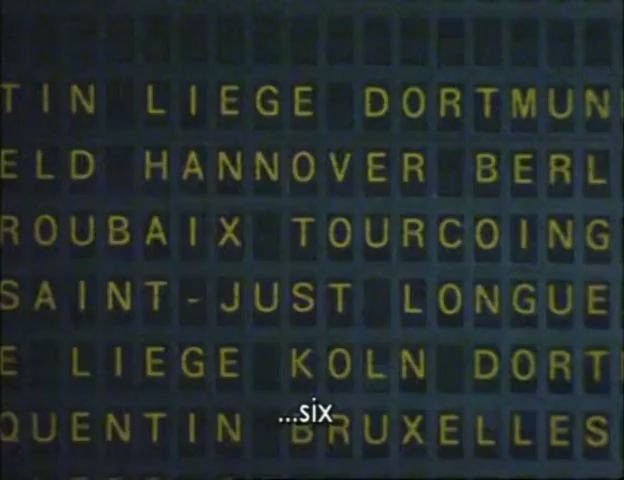 TIN LIEGE DORTMUN
ELD HANNOVER BERL
ROUBAIX TOURCOING
SAINT-JUST LONGUE
E LIEGE KOLN DORT
QUENTIN BRUXELLES
...six